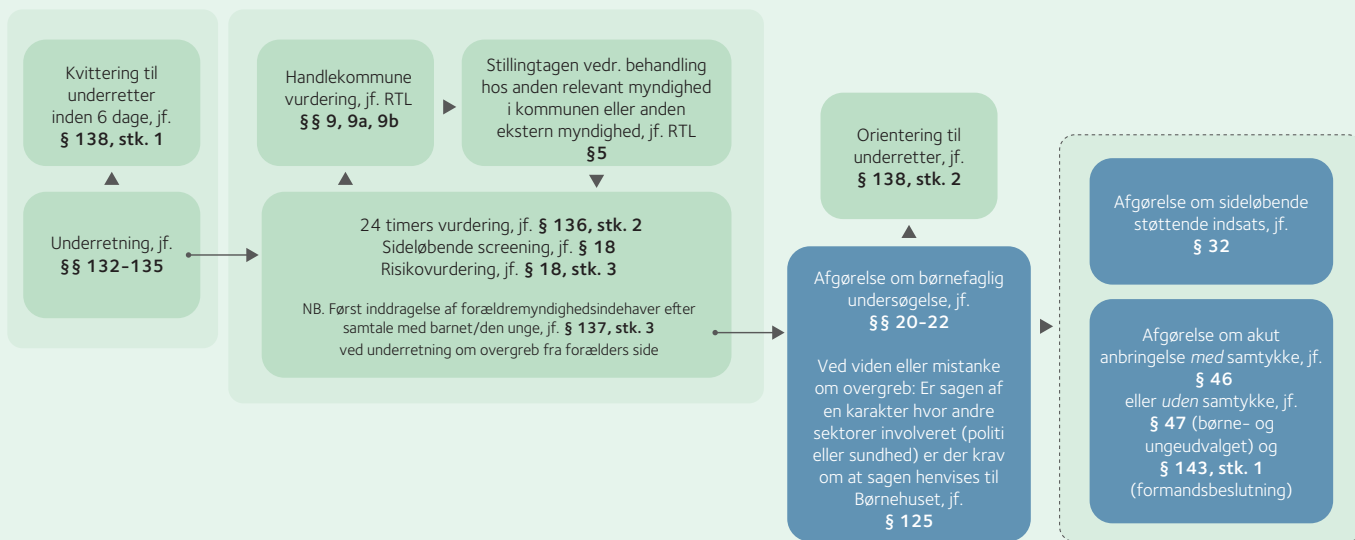 Kvittering til
underretter
inden 6 dage, jf.
§ 138, stk. 1
Underretning, jf.
§§ 132-135
Handlekommune
vurdering, jf. RTL
§§ 9, 9a, 9b
Stillingtagen vedr. behandling
hos anden relevant myndighed
i kommunen eller anden
ekstern myndighed, jf. RTL
§5
24 timers vurdering, jf. § 136, stk. 2
Sideløbende screening, jf. § 18
Risikovurdering, jf. § 18, stk. 3
NB. Først inddragelse af forældremyndighedsindehaver efter
samtale med barnet/den unge, jf. § 137, stk. 3
ved underretning om overgreb fra forælders side
Orientering til
underretter, jf.
§ 138, stk. 2
Afgørelse om børnefaglig
undersøgelse, jf.
§§ 20-22
Ved viden eller mistanke
om overgreb: Er sagen af
en karakter hvor andre
sektorer involveret (politi
eller sundhed) er der krav
om at sagen henvises til
Børnehuset, jf.
§ 125
Afgørelse om sideløbende
støttende indsats, jf.
§ 32
Afgørelse om akut
anbringelse med samtykke, jf.
§ 46
eller uden samtykke, jf.
§ 47 (børne- og
ungeudvalget) og
§ 143, stk. 1
(formandsbeslutning)